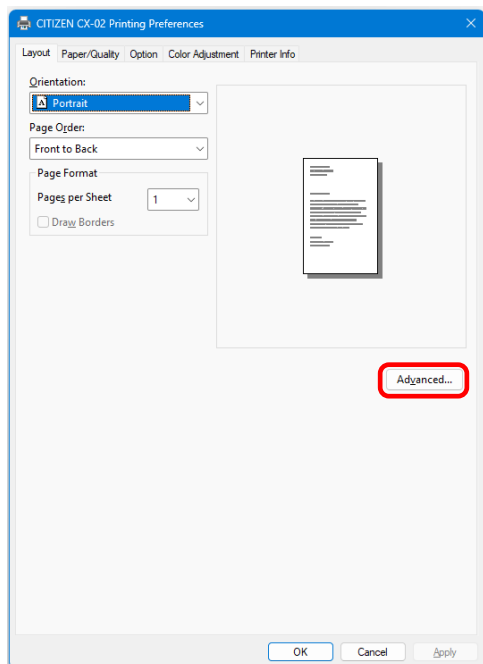 CITIZEN CX-02 Printing Preferences
Layout Paper/Quality Option Color Adjustment Printer Info
Orientation:
A Portrait
Page Order:
Front to Back
Page Format
Pages per Sheet 1
Draw Borders
Advanced...
OK Cancel Apply